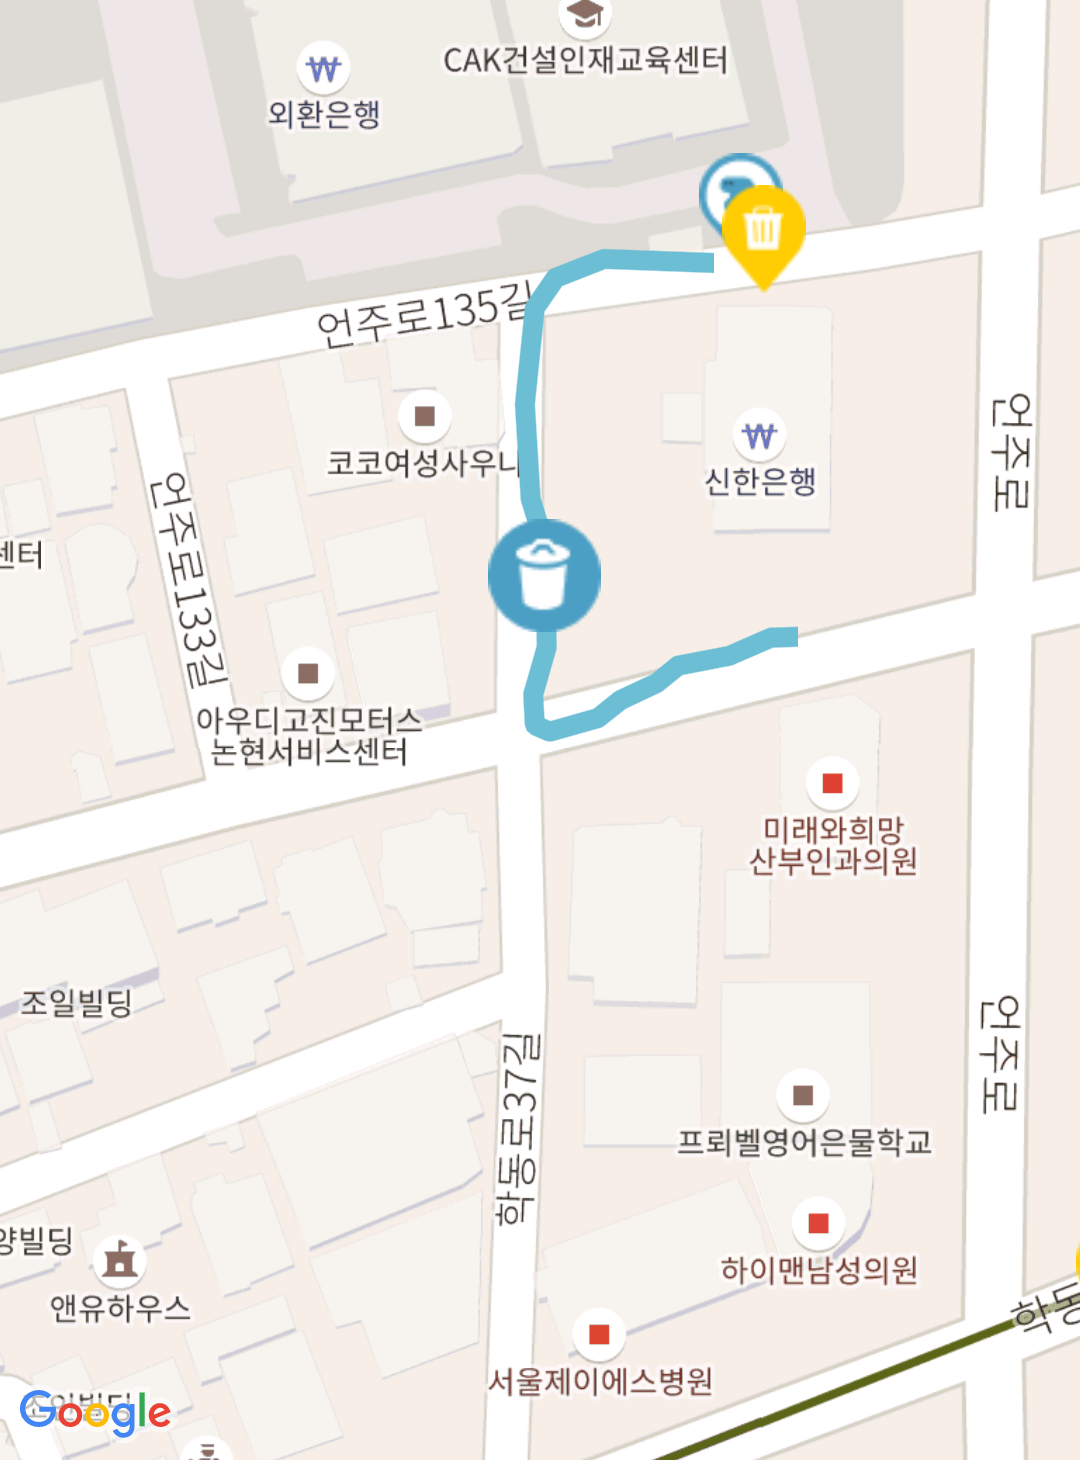 CAK건설인재교육센터
외환은행
언주로135길
언주로
코코여성사우나
신한은행
언주로133길
센터
아우디고진모터스
논현서비스센터
미래와희망
산부인과의원
조일빌딩
언주로
학동로37길
프뢰벨영어은물학교
양빌딩
하이맨남성의원
앤유하우스
학동
서울제이에스병원
조일빌딩
Google